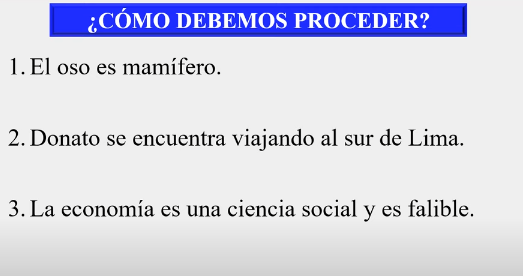 ¿CÓMO DEBEMOS PROCEDER?
1. El oso es mamífero.
2. Donato se encuentra viajando al sur de Lima.
3. La economía es una ciencia social y es falible.